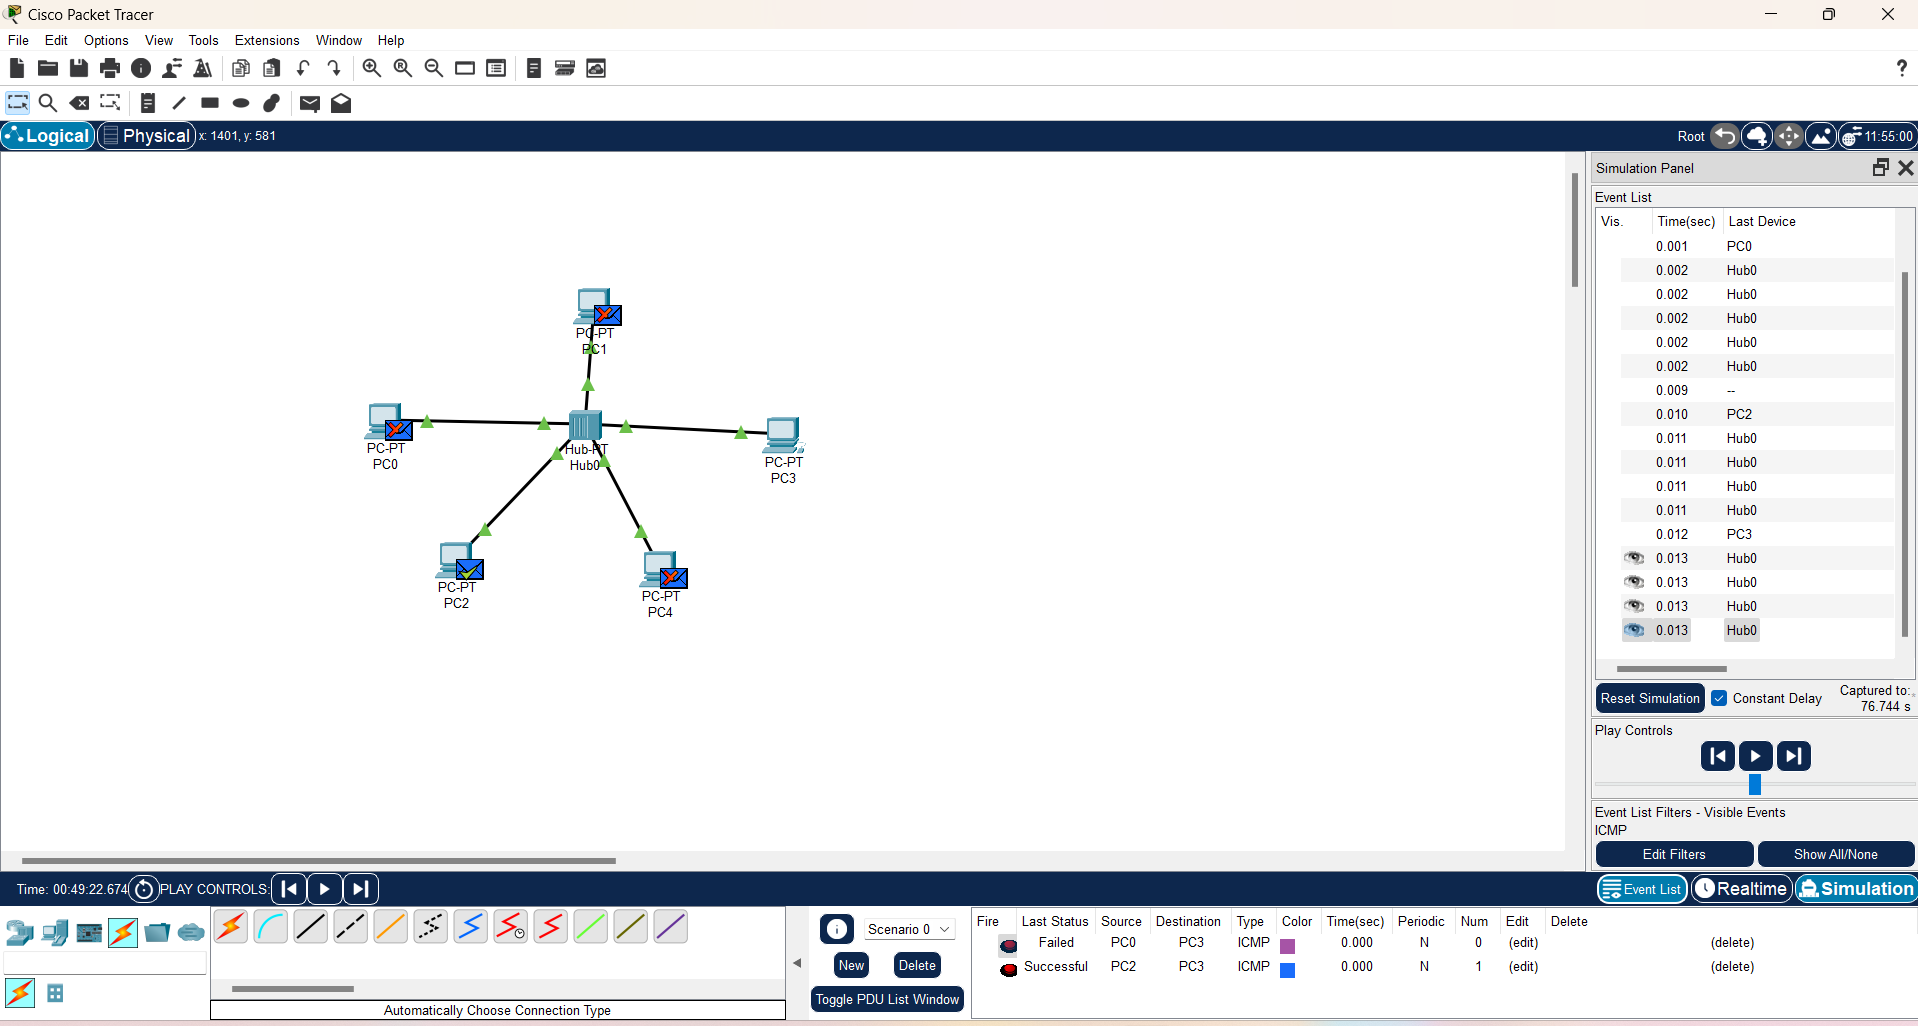 Cisco Packet Tracer
File Edit Options View Tools Extensions Window Help
Logical Physical x: 1401, y: 581 Root 11:55:00
Simulation Panel
Event List
Vis. Time(sec) Last Device
0.001 PC0
0.002 Hub0
0.002 Hub0
0.002 Hub0
0.002 Hub0
0.002 Hub0
0.009 --
0.010 PC2
0.011 Hub0
0.011 Hub0
0.011 Hub0
0.011 Hub0
0.012 PC3
0.013 Hub0
0.013 Hub0
0.013 Hub0
0.013 Hub0
PC-PT
PC1
PC-PT
PC0
Hub-PT
Hub0
PC-PT
PC3
PC-PT
PC2
PC-PT
PC4
Reset Simulation Constant Delay Captured to:
76.744 s
Play Controls
Event List Filters - Visible Events
ICMP
Edit Filters Show All/None
Time: 00:49:22.674 PLAY CONTROLS: Event List Realtime Simulation
Scenario 0
New Delete
Toggle PDU List Window
Automatically Choose Connection Type
Fire Last Status Source Destination Type Color Time(sec) Periodic Num Edit Delete
Failed PC0 PC3 ICMP 0.000 N 0 (edit) (delete)
Successful PC2 PC3 ICMP 0.000 N 1 (edit) (delete)